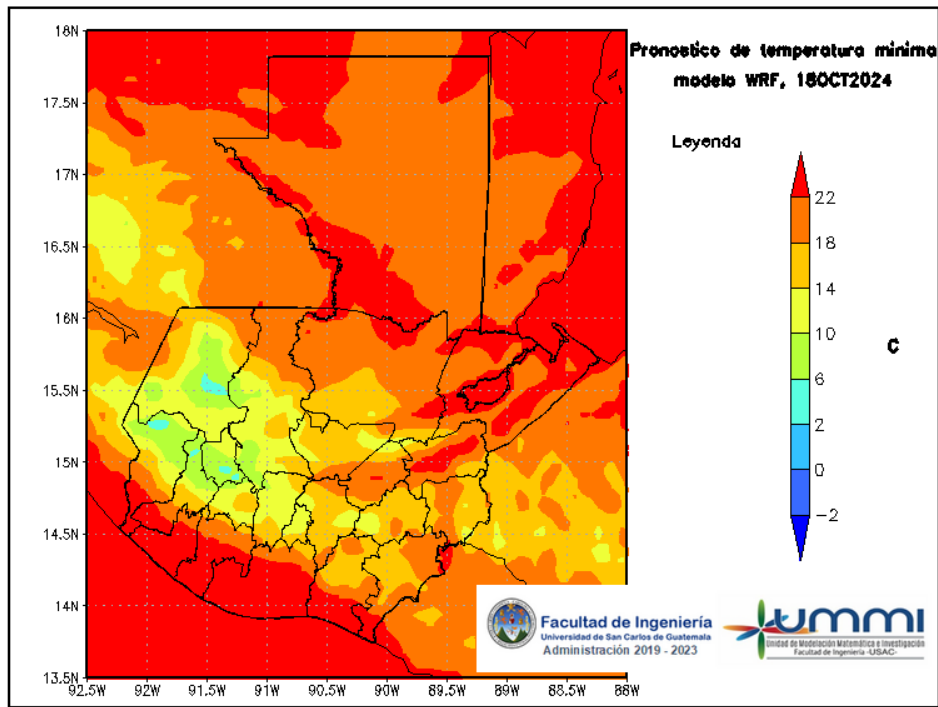 Pronostico de temperatura minima
modelo WRF, 18OCT2024
Leyenda
22
18
14
10
6
2
0
-2
C
18N
17.5N
17N
16.5N
16N
15.5N
15N
14.5N
14N
13.5N
92.5W 92W 91.5W 91W 90.5W 90W 89.5W 89W 88.5W 88W
Facultad de Ingeniería
Universidad de San Carlos de Guatemala
Administración 2019 - 2023
UMMI
Unidad de Modelación Matemática e Investigación
Facultad de Ingeniería -USAC-